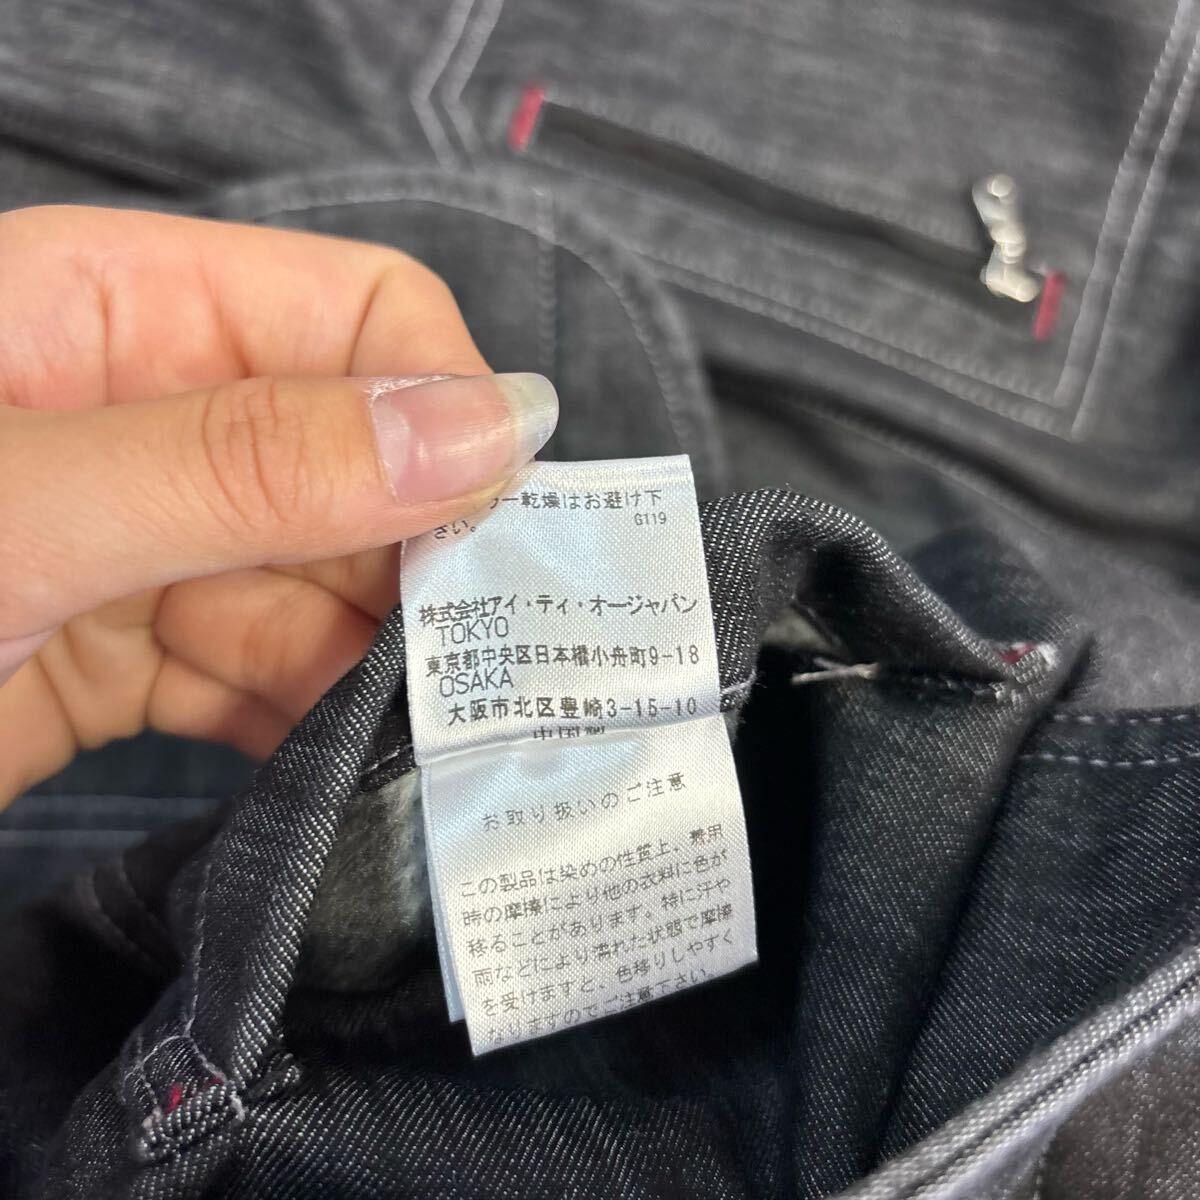 ー乾燥はお避け下
さい。
G119
株式会社アイ・ティ・オージャパン
TOKYO
東京都中央区日本橋小舟町9-18
OSAKA
大阪市北区豊崎3-15-10
中国製
お取り扱いのご注意
この製品は染めの性質上、着用
時の摩擦により他の衣料に色が
移ることがあります。特に汗や
雨などにより濡れた状態で摩擦
を受けますと、色移りしやすく
なりますのでご注意下さい。